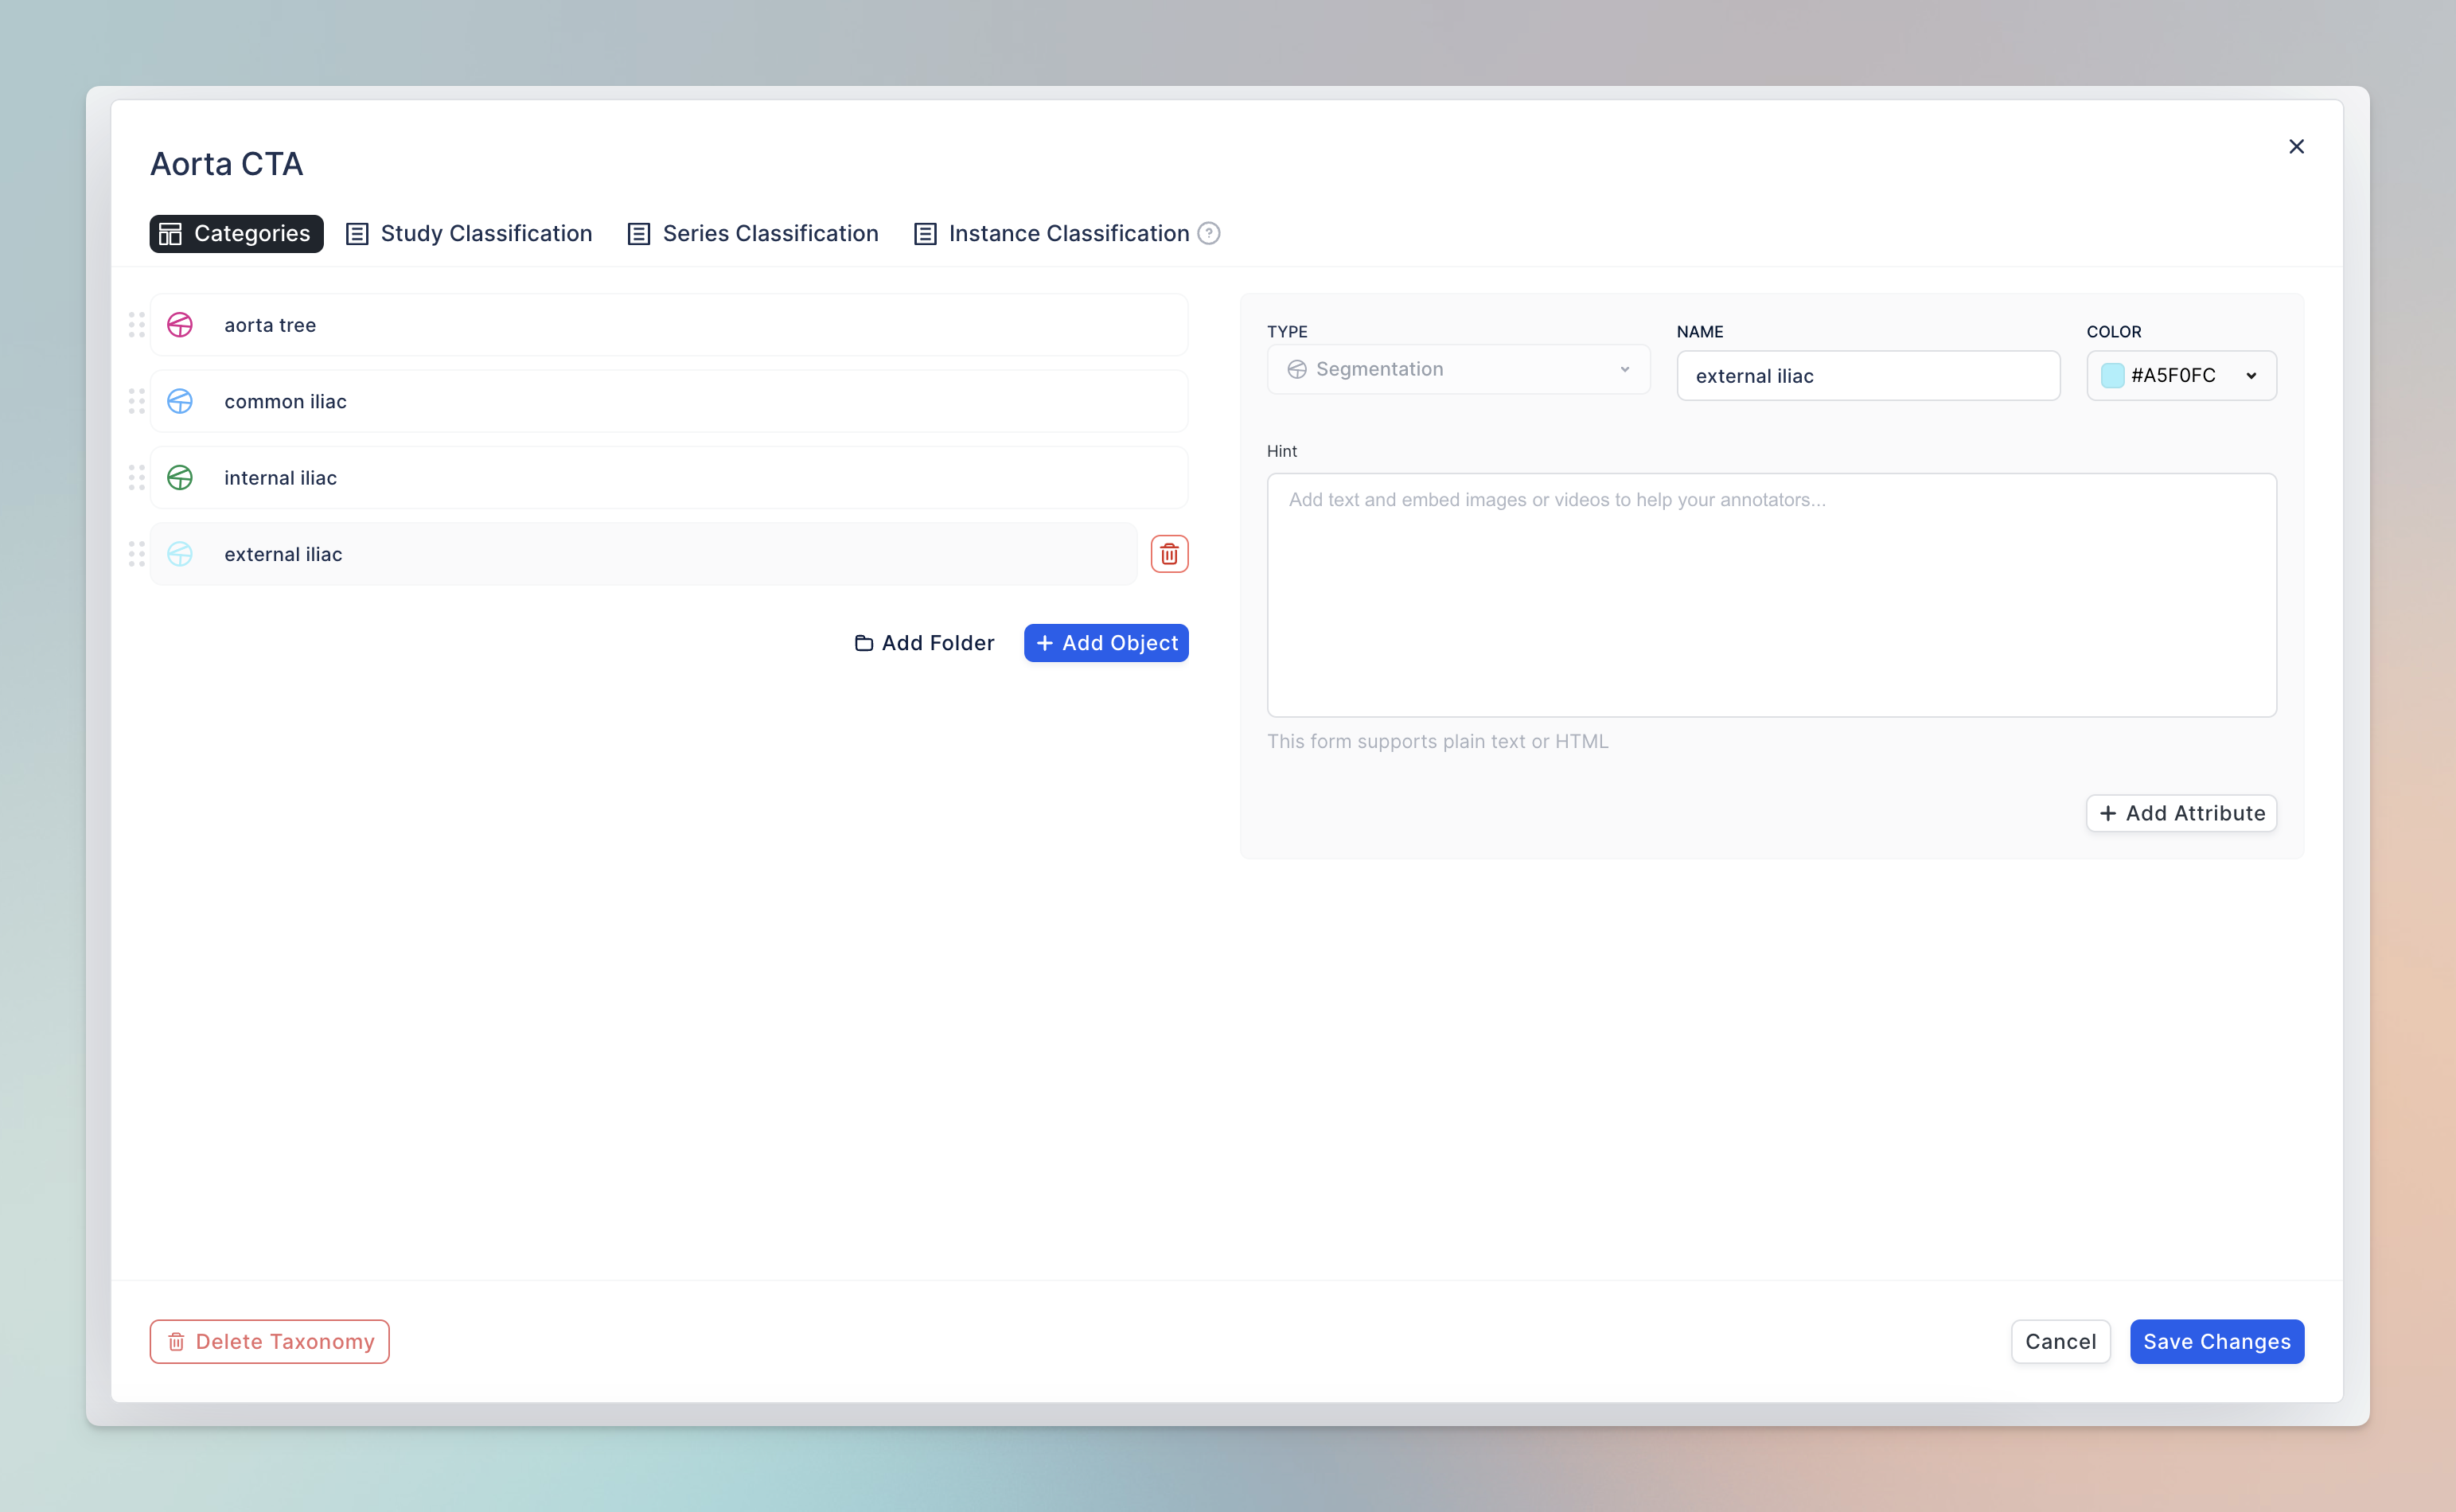 Aorta CTA
Categories
Study Classification
Series Classification
Instance Classification ?
aorta tree
common iliac
internal iliac
external iliac
Add Folder
+ Add Object
TYPE
Segmentation
NAME
external iliac
COLOR
#A5F0FC
Hint
Add text and embed images or videos to help your annotators...
This form supports plain text or HTML
+ Add Attribute
Delete Taxonomy
Cancel
Save Changes